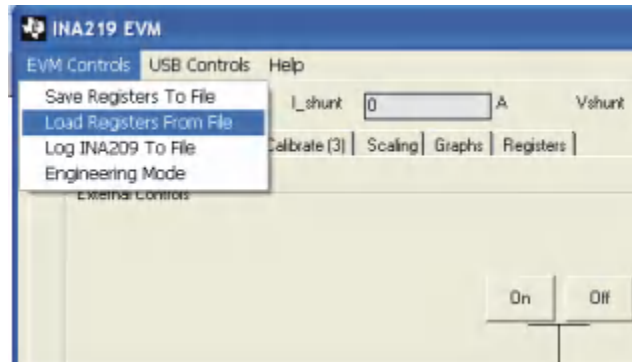 INA219 EVM
EVM Controls USB Controls Help
Save Registers To File
I_shunt 0 A Vshunt
Load Registers From File
Log INA209 To File
Calibrate (3) Scaling Graphs Registers
Engineering Mode
External Controls
On Off